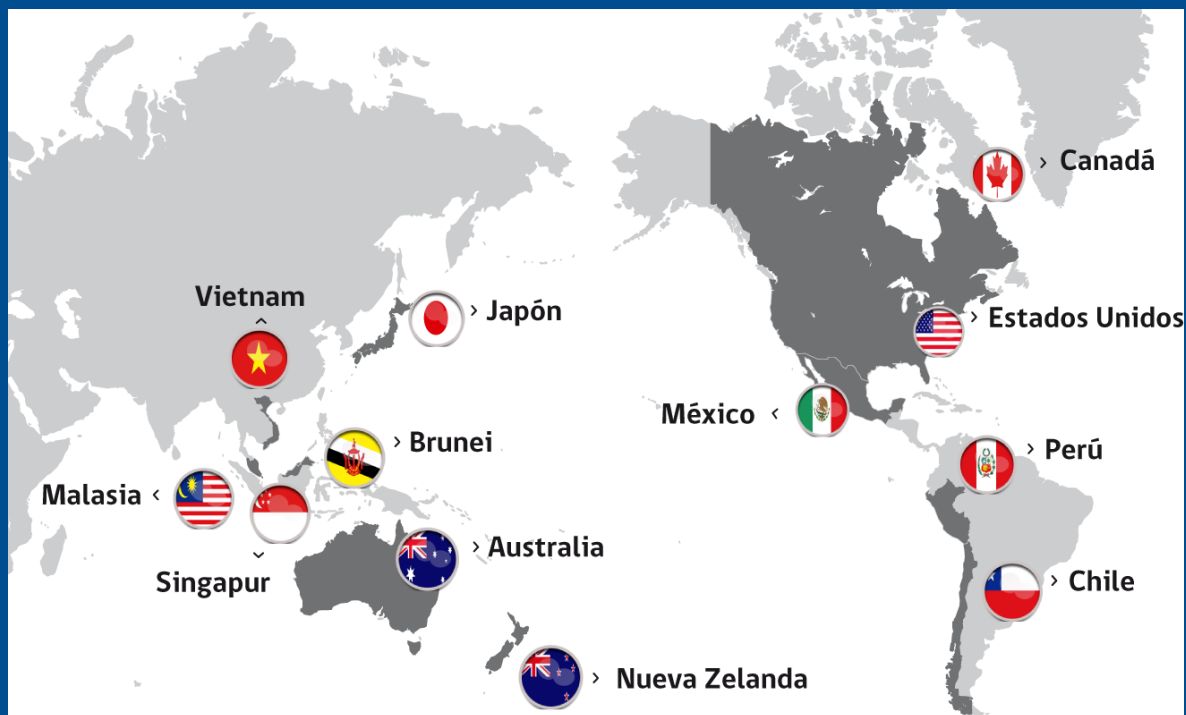 Canadá
Vietnam
Japón
Estados Unidos
México
Brunei
Perú
Malasia
Australia
Singapur
Chile
Nueva Zelanda